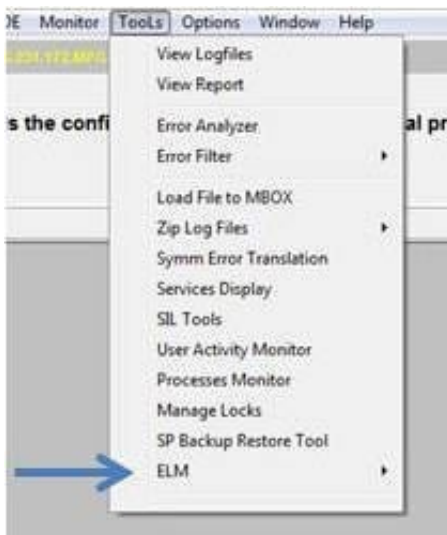 DE Monitor TooLs Options Window Help
s the confi al pr
View Logfiles
View Report
Error Analyzer
Error Filter
Load File to MBOX
Zip Log Files
Symm Error Translation
Services Display
SIL Tools
User Activity Monitor
Processes Monitor
Manage Locks
SP Backup Restore Tool
ELM